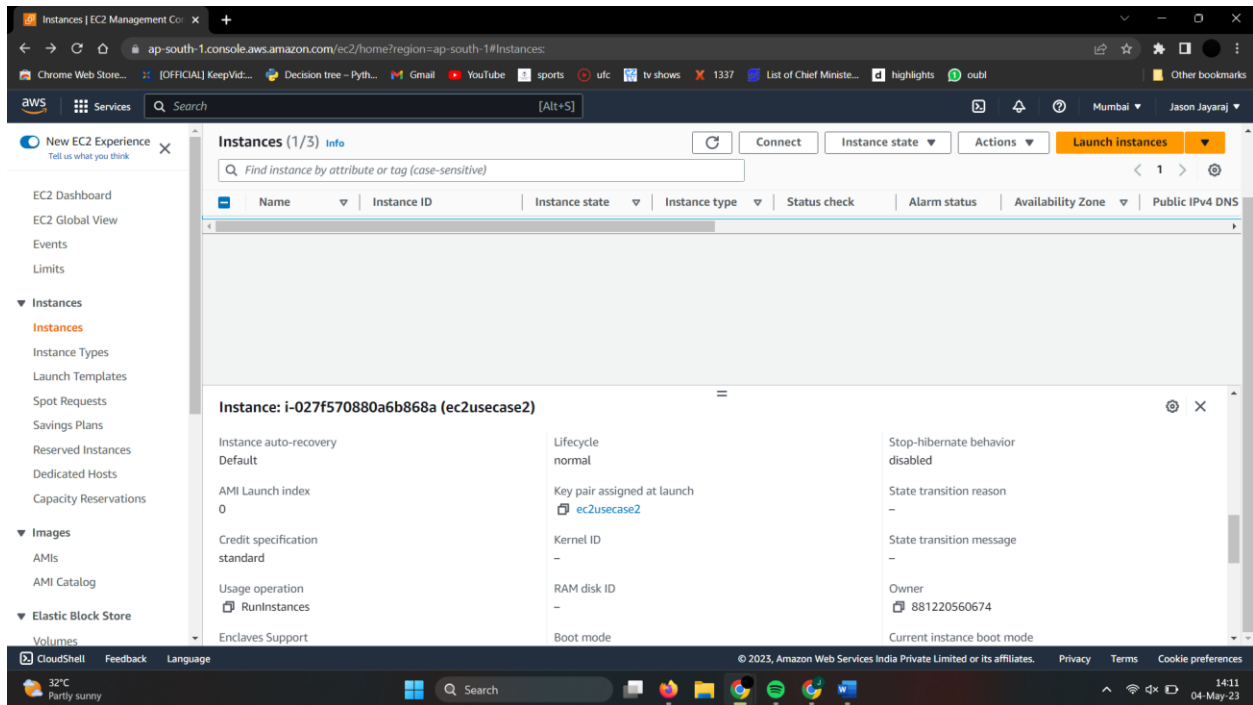 Instances | EC2 Management Co
ap-south-1.console.aws.amazon.com/ec2/home?region=ap-south-1#Instances:
Chrome Web Store... [OFFICIAL] KeepVid:... Decision tree – Pyth... Gmail YouTube sports ufc tv shows 1337 List of Chief Ministe... d highlights oubl Other bookmarks
aws Services Search [Alt+S] Mumbai Jason Jayaraj
New EC2 Experience
Tell us what you think
EC2 Dashboard
EC2 Global View
Events
Limits
Instances
Instances
Instance Types
Launch Templates
Spot Requests
Savings Plans
Reserved Instances
Dedicated Hosts
Capacity Reservations
Images
AMIs
AMI Catalog
Elastic Block Store
Volumes
Instances (1/3) Info Connect Instance state Actions Launch instances
Find instance by attribute or tag (case-sensitive) 1
Name Instance ID Instance state Instance type Status check Alarm status Availability Zone Public IPv4 DNS
Instance: i-027f570880a6b868a (ec2usecase2)
Instance auto-recovery Lifecycle Stop-hibernate behavior
Default normal disabled
AMI Launch index Key pair assigned at launch State transition reason
0 ec2usecase2 –
Credit specification Kernel ID State transition message
standard – –
Usage operation RAM disk ID Owner
RunInstances – 881220560674
Enclaves Support Boot mode Current instance boot mode
CloudShell Feedback Language © 2023, Amazon Web Services India Private Limited or its affiliates. Privacy Terms Cookie preferences
32°C
Partly sunny
Search
14:11
04-May-23